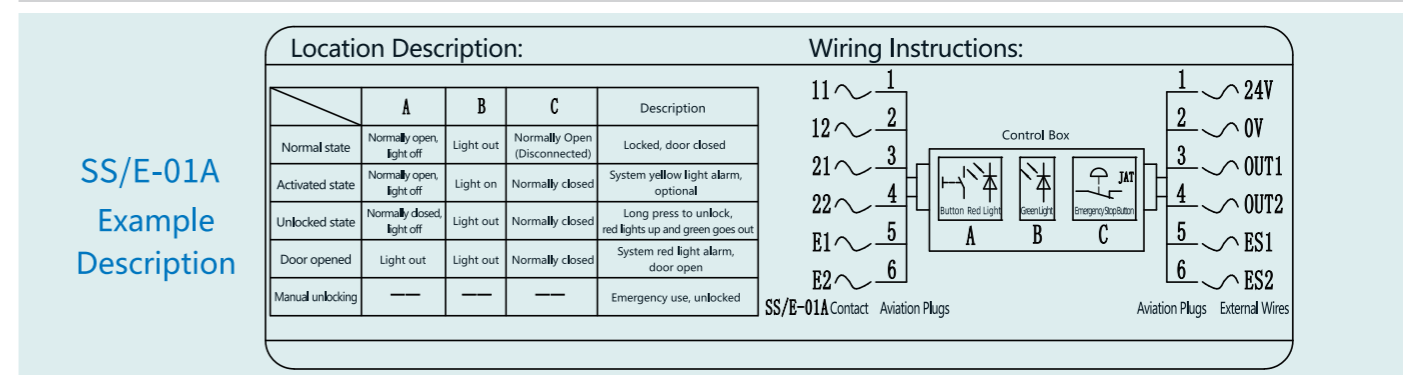 SS/E-01A
Example
Description
Location Description:
A B C Description
Normal state Normally open, light off Light out Normally Open (Disconnected) Locked, door closed
Activated state Normally open, light off Light on Normally closed System yellow light alarm, optional
Unlocked state Normally closed, light off Light out Normally closed Long press to unlock, red lights up and green goes out
Door opened Light out Light out Normally closed System red light alarm, door open
Manual unlocking —— —— —— Emergency use, unlocked
Wiring Instructions:
11 1
12 2
21 3
22 4
E1 5
E2 6
SS/E-01A Contact Aviation Plugs
Control Box
JAT
Button Red Light
Green Light
Emergency Stop Button
A B C
1 24V
2 0V
3 OUT1
4 OUT2
5 ES1
6 ES2
Aviation Plugs External Wires